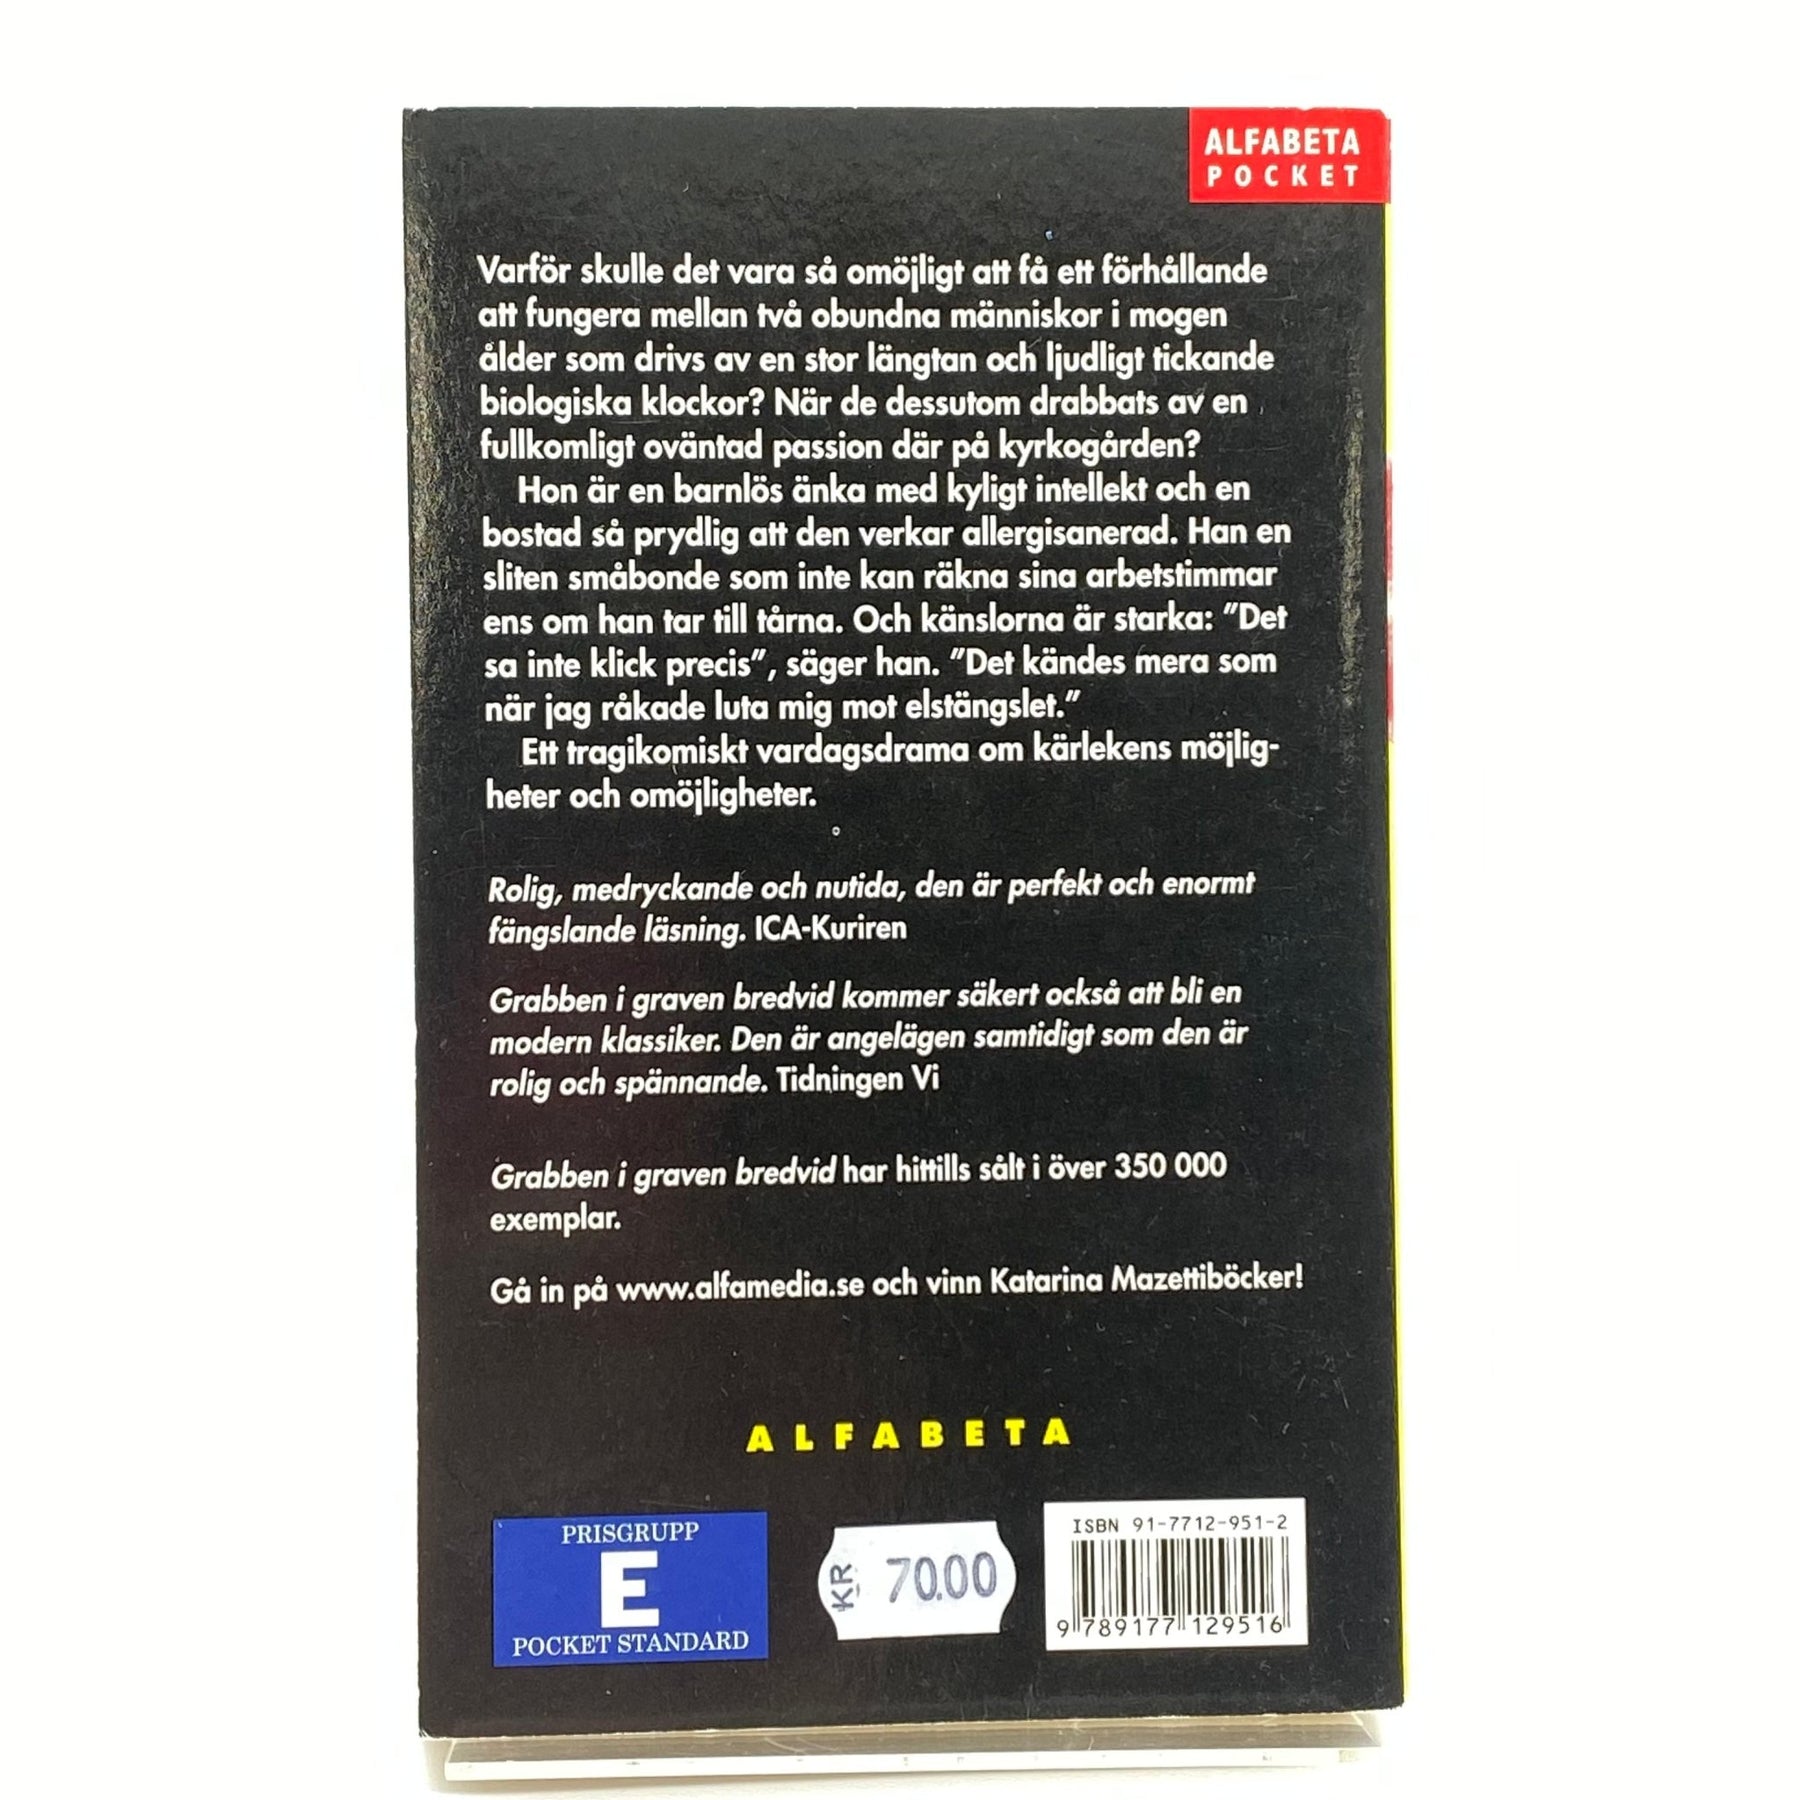 ALFABETA
POCKET
Varför skulle det vara så omöjligt att få ett förhållande
att fungera mellan två obundna människor i mogen
ålder som drivs av en stor längtan och ljudligt tickande
biologiska klockor? När de dessutom drabbats av en
fullkomligt oväntad passion där på kyrkogården?
Hon är en barnlös änka med kyligt intellekt och en
bostad så prydlig att den verkar allergisanerad. Han en
sliten småbonde som inte kan räkna sina arbetstimmar
ens om han tar till tårna. Och känslorna är starka: ”Det
sa inte klick precis”, säger han. ”Det kändes mera som
när jag råkade luta mig mot elstängslet.”
Ett tragikomiskt vardagsdrama om kärlekens möjlig-
heter och omöjligheter.
Rolig, medryckande och nutida, den är perfekt och enormt
fängslande läsning. ICA-Kuriren
Grabben i graven bredvid kommer säkert också att bli en
modern klassiker. Den är angelägen samtidigt som den är
rolig och spännande. Tidningen Vi
Grabben i graven bredvid har hittills sålt i över 350 000
exemplar.
Gå in på www.alfamedia.se och vinn Katarina Mazettiböcker!
ALFABETA
PRISGRUPP
E
POCKET STANDARD
KR 70.00
ISBN 91-7712-951-2
9 789177 129516